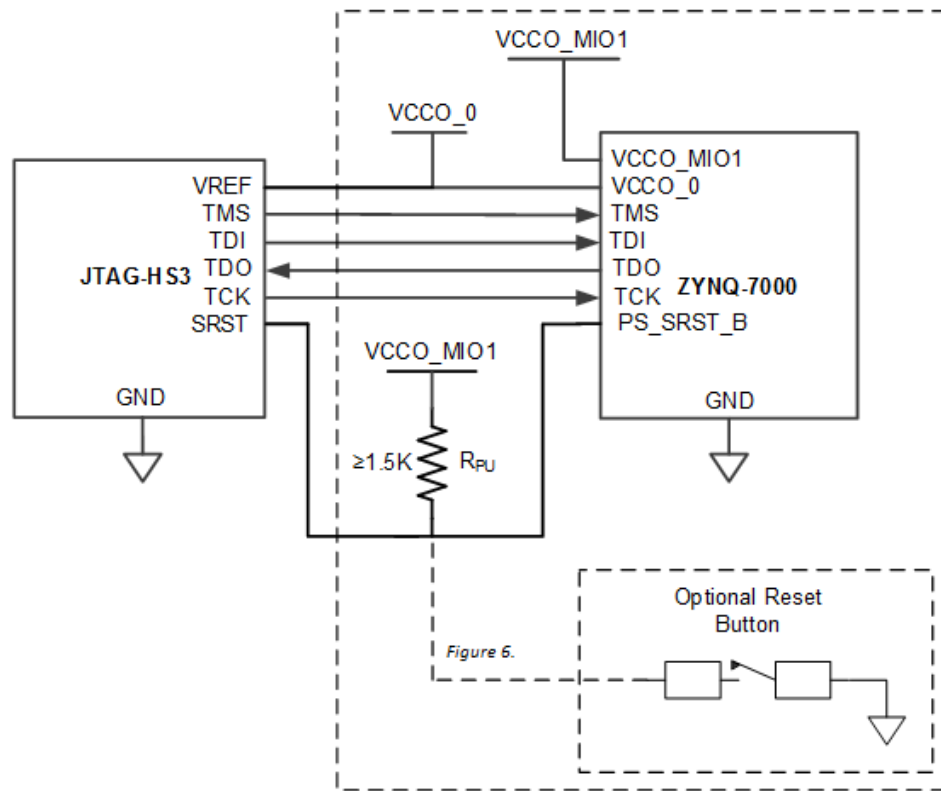 VCCO_MIO1
VCCO_0
VREF
TMS
TDI
TDO
TCK
SRST
JTAG-HS3
GND
VCCO_MIO1
VCCO_0
TMS
TDI
TDO
TCK
PS_SRST_B
ZYNQ-7000
GND
VCCO_MIO1
≥1.5K
RPU
Figure 6.
Optional Reset
Button